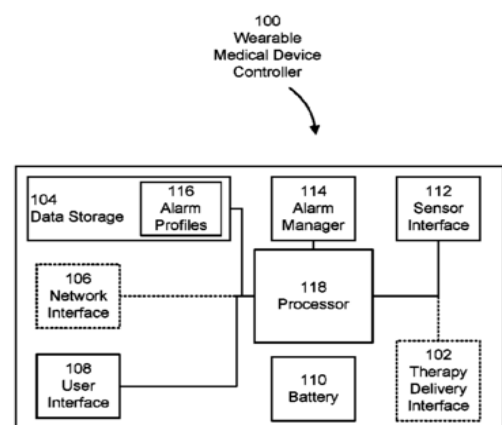 100
Wearable
Medical Device
Controller
104
Data Storage
116
Alarm
Profiles
114
Alarm
Manager
112
Sensor
Interface
106
Network
Interface
118
Processor
108
User
Interface
110
Battery
102
Therapy
Delivery
Interface